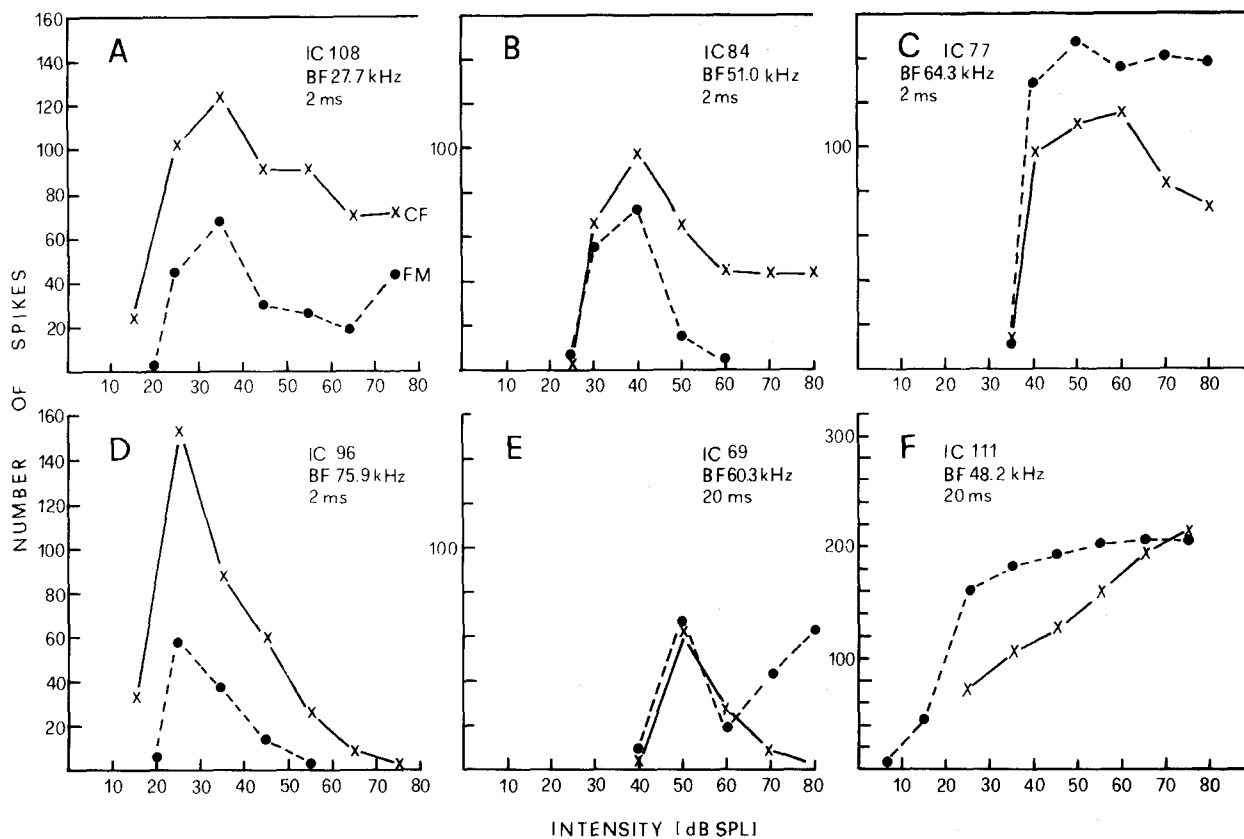 A
IC 108
BF 27.7 kHz
2 ms
160
140
120
100
80
60
40
20
CF
FM
10 20 30 40 50 60 70 80
B
IC 84
BF 51.0 kHz
2 ms
100
10 20 30 40 50 60 70 80
C
IC 77
BF 64.3 kHz
2 ms
100
10 20 30 40 50 60 70 80
NUMBER OF SPIKES
D
IC 96
BF 75.9 kHz
2 ms
160
140
120
100
80
60
40
20
10 20 30 40 50 60 70 80
E
IC 69
BF 60.3 kHz
20 ms
100
10 20 30 40 50 60 70 80
F
IC 111
BF 48.2 kHz
20 ms
300
200
100
10 20 30 40 50 60 70 80
INTENSITY [dB SPL]